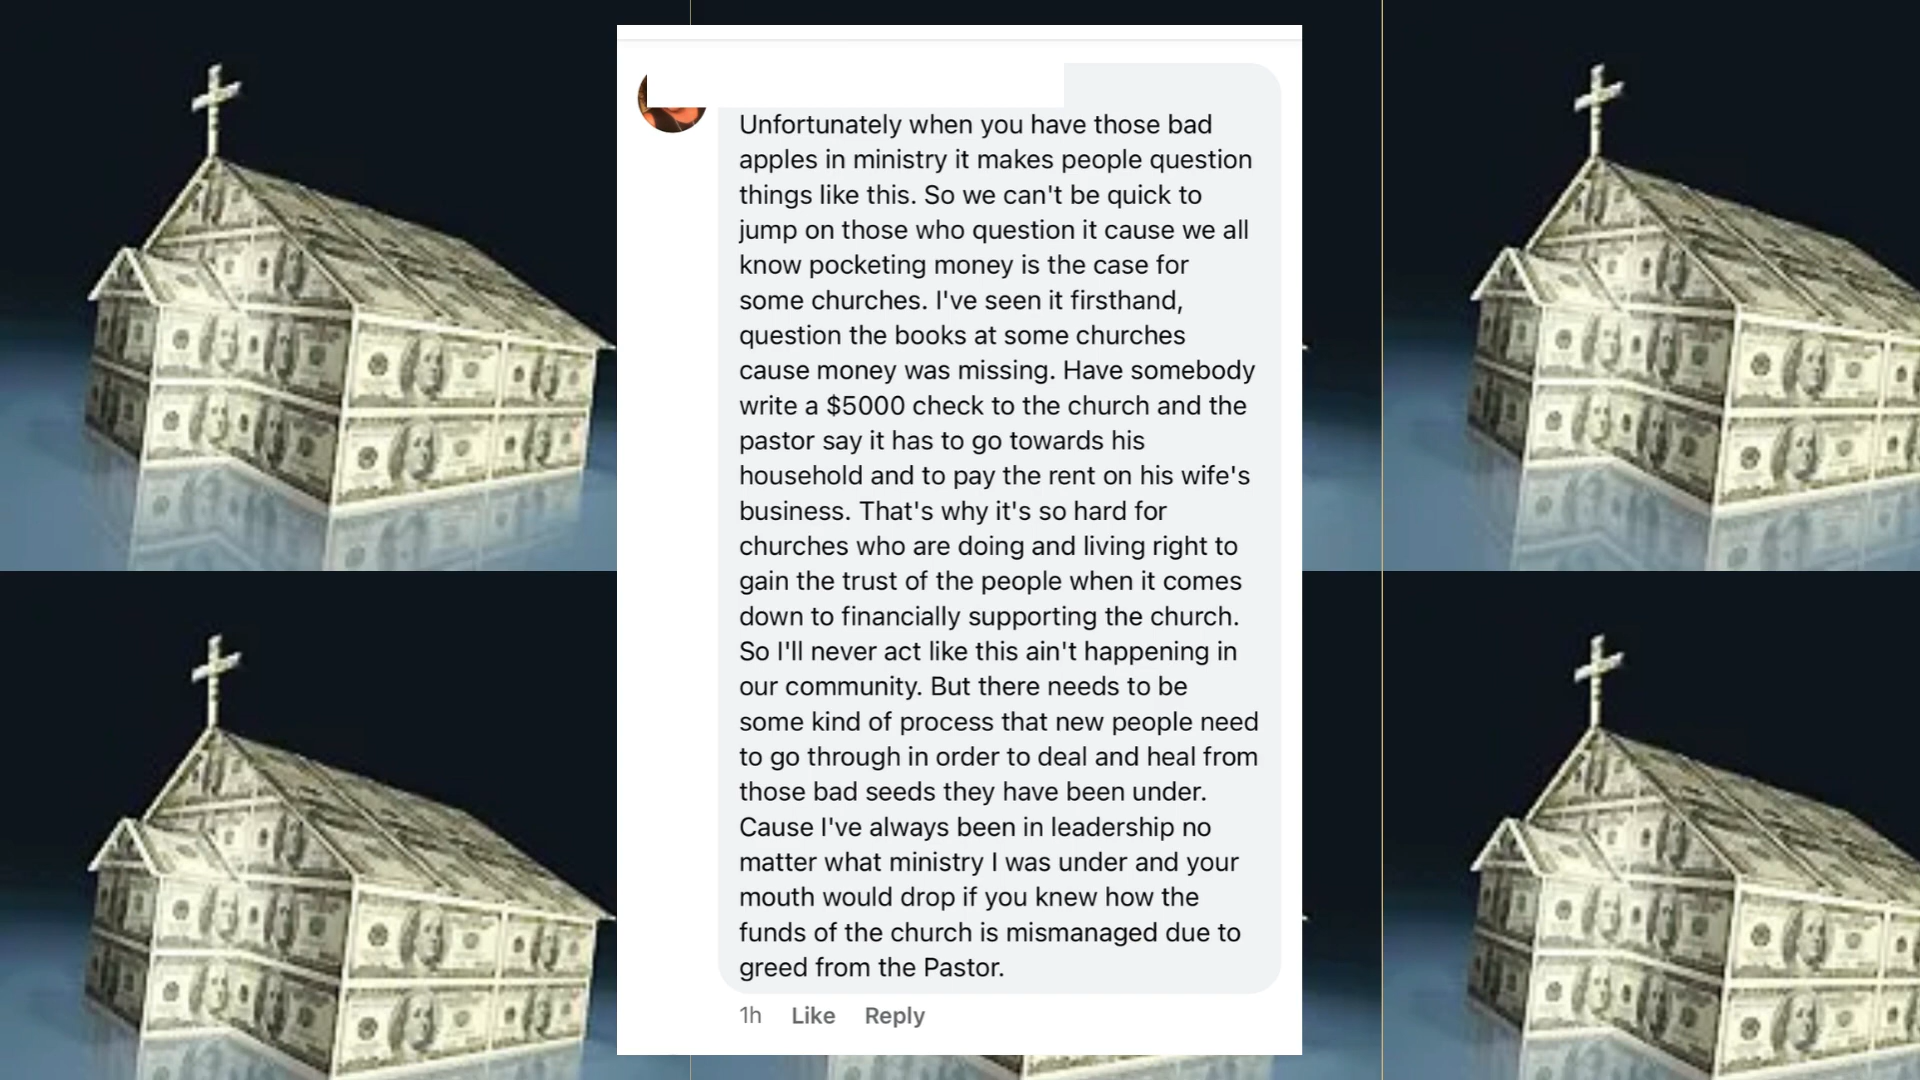 Unfortunately when you have those bad
apples in ministry it makes people question
things like this. So we can't be quick to
jump on those who question it cause we all
know pocketing money is the case for
some churches. I've seen it firsthand,
question the books at some churches
cause money was missing. Have somebody
write a $5000 check to the church and the
pastor say it has to go towards his
household and to pay the rent on his wife's
business. That's why it's so hard for
churches who are doing and living right to
gain the trust of the people when it comes
down to financially supporting the church.
So I'll never act like this ain't happening in
our community. But there needs to be
some kind of process that new people need
to go through in order to deal and heal from
those bad seeds they have been under.
Cause I've always been in leadership no
matter what ministry I was under and your
mouth would drop if you knew how the
funds of the church is mismanaged due to
greed from the Pastor.
1h Like Reply